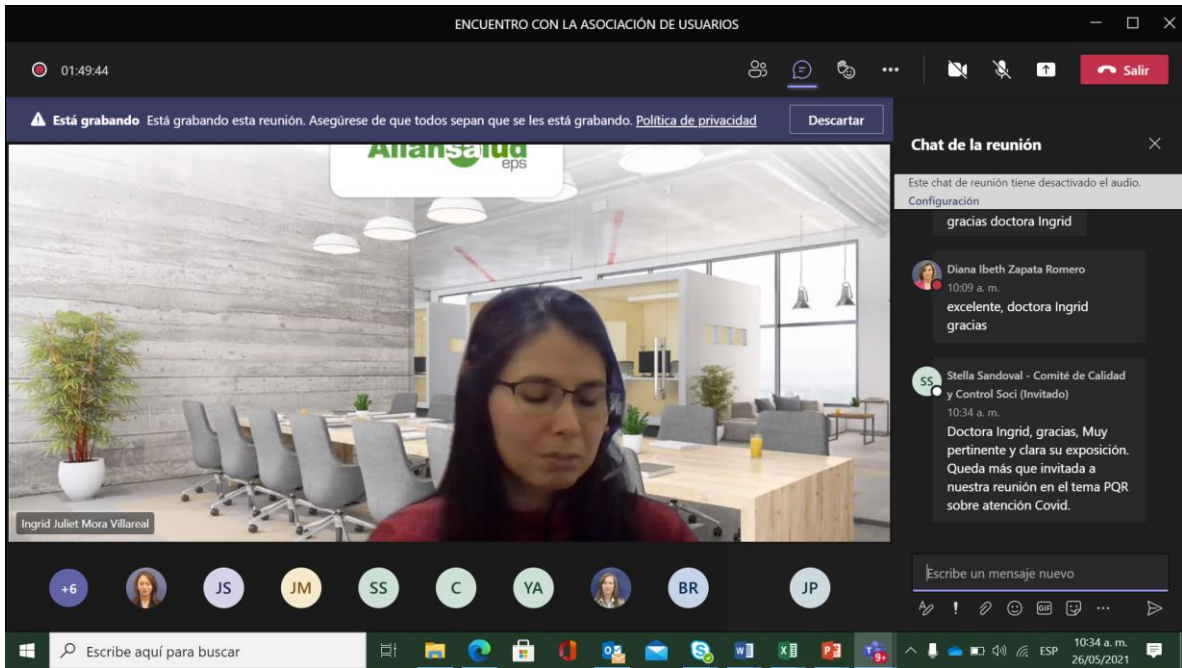 ENCUENTRO CON LA ASOCIACIÓN DE USUARIOS
01:49:44
Salir
Está grabando Está grabando esta reunión. Asegúrese de que todos sepan que se les está grabando. Política de privacidad
Descartar
Aliansalud
eps
Ingrid Juliet Mora Villareal
+6
JS
JM
SS
C
YA
BR
JP
Chat de la reunión
Este chat de reunión tiene desactivado el audio.
Configuración
gracias doctora Ingrid
Diana Ibeth Zapata Romero
10:09 a. m.
excelente, doctora Ingrid
gracias
SS
Stella Sandoval - Comité de Calidad
y Control Soci (Invitado)
10:34 a. m.
Doctora Ingrid, gracias, Muy
pertinente y clara su exposición.
Queda más que invitada a
nuestra reunión en el tema PQR
sobre atención Covid.
Escribe un mensaje nuevo
GIF
Escribe aquí para buscar
9+
ESP
10:34 a. m.
26/05/2021